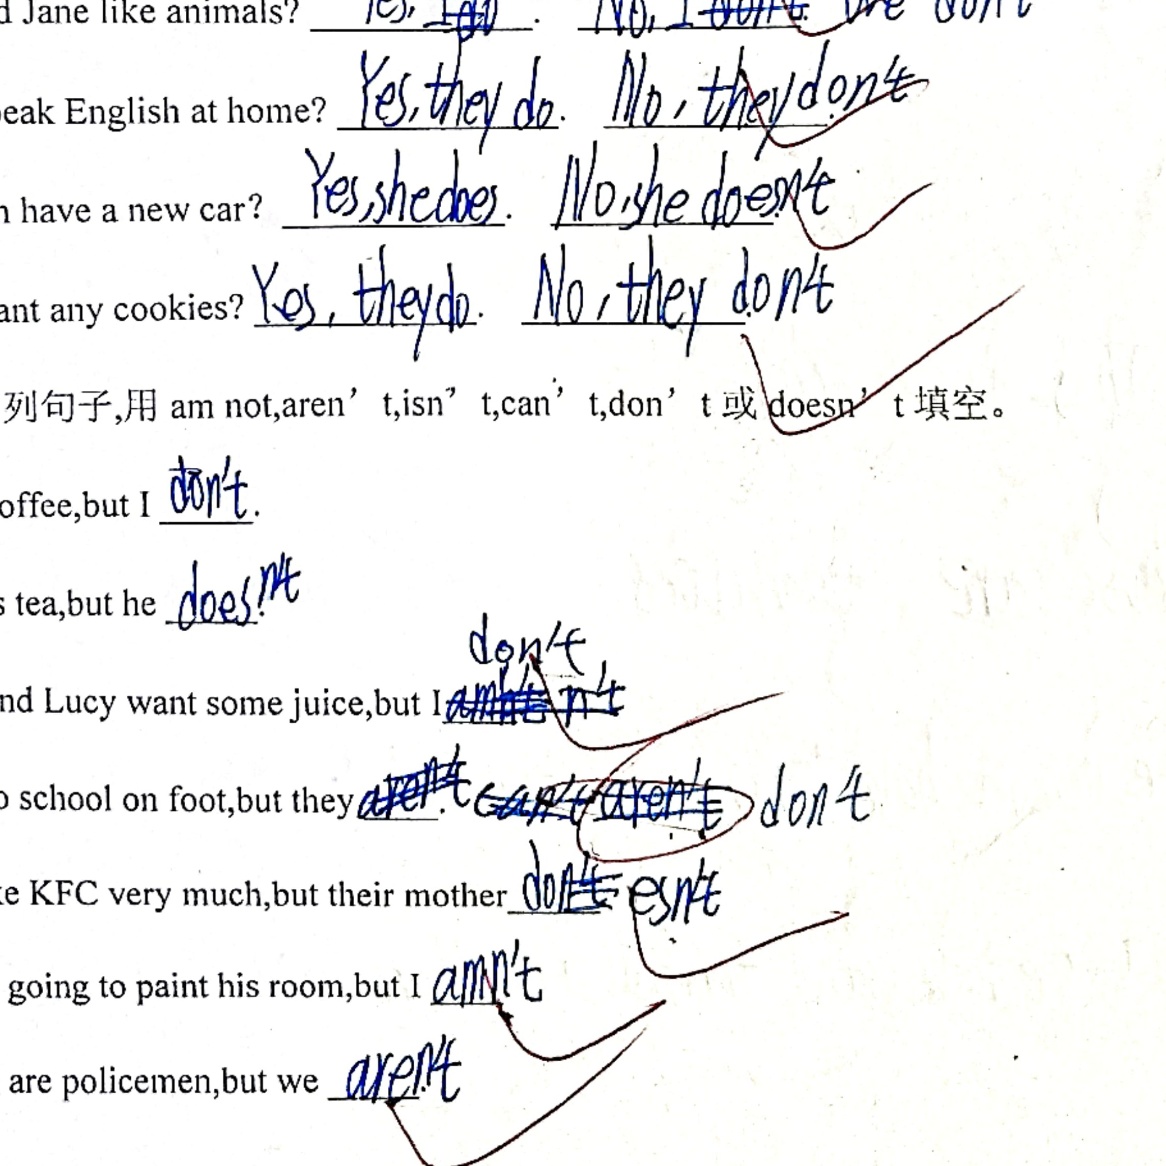 d Jane like animals? Yes, I do. No, I don't we don't
eak English at home? Yes, they do. No, they don't
n have a new car? Yes, she does. No, she doesn't
ant any cookies? Yes, they do. No, they don't
列句子,用 am not,aren't,isn"t,can't,don't 或 doesn't 填空。
offee,but I don't.
s tea,but he doesn't
don't
nd Lucy want some juice,but I amn't n't
o school on foot,but they aren't can't aren't don't
ke KFC very much,but their mother don't esn't
going to paint his room,but I amn't
are policemen,but we aren't